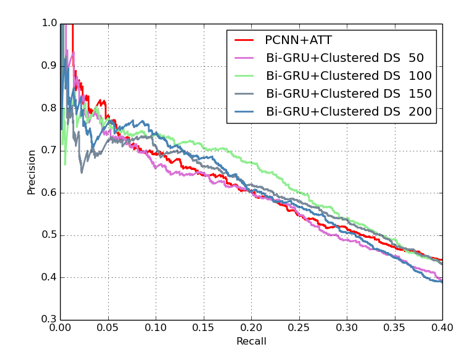 1.0
0.9
0.8
0.7
0.6
0.5
0.4
0.3
Precision
PCNN+ATT
Bi-GRU+Clustered DS 50
Bi-GRU+Clustered DS 100
Bi-GRU+Clustered DS 150
Bi-GRU+Clustered DS 200
0.00 0.05 0.10 0.15 0.20 0.25 0.30 0.35 0.40
Recall